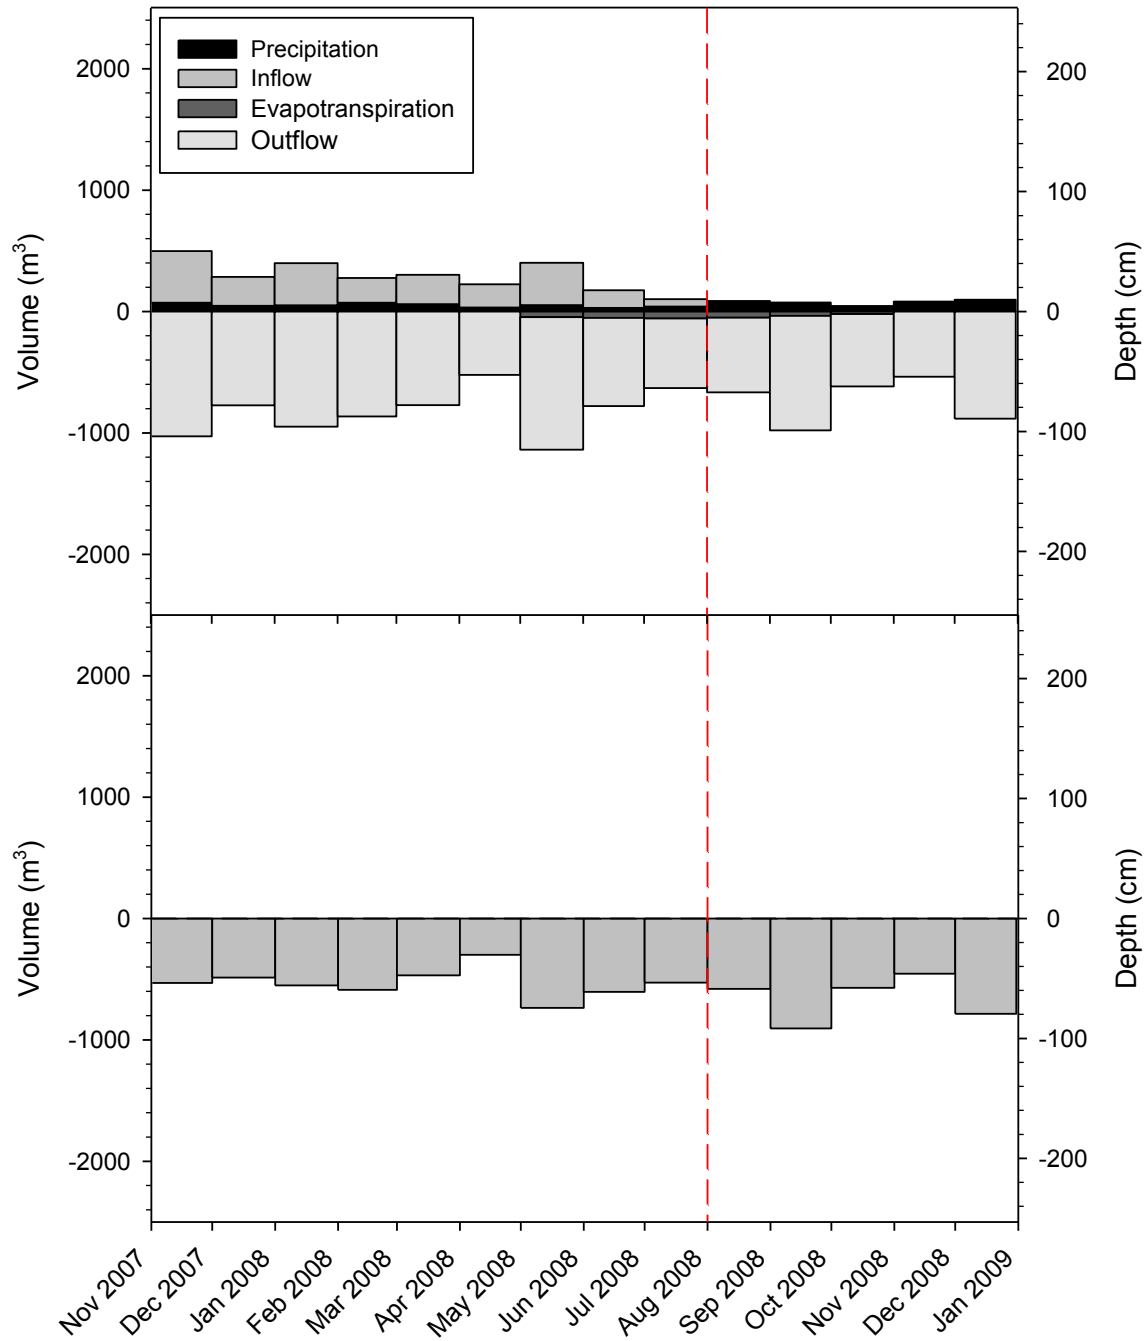 Precipitation
Inflow
Evapotranspiration
Outflow
2000
1000
0
-1000
-2000
Volume (m³)
200
100
0
-100
-200
Depth (cm)
2000
1000
0
-1000
-2000
Volume (m³)
200
100
0
-100
-200
Depth (cm)
Nov 2007
Dec 2007
Jan 2008
Feb 2008
Mar 2008
Apr 2008
May 2008
Jun 2008
Jul 2008
Aug 2008
Sep 2008
Oct 2008
Nov 2008
Dec 2008
Jan 2009